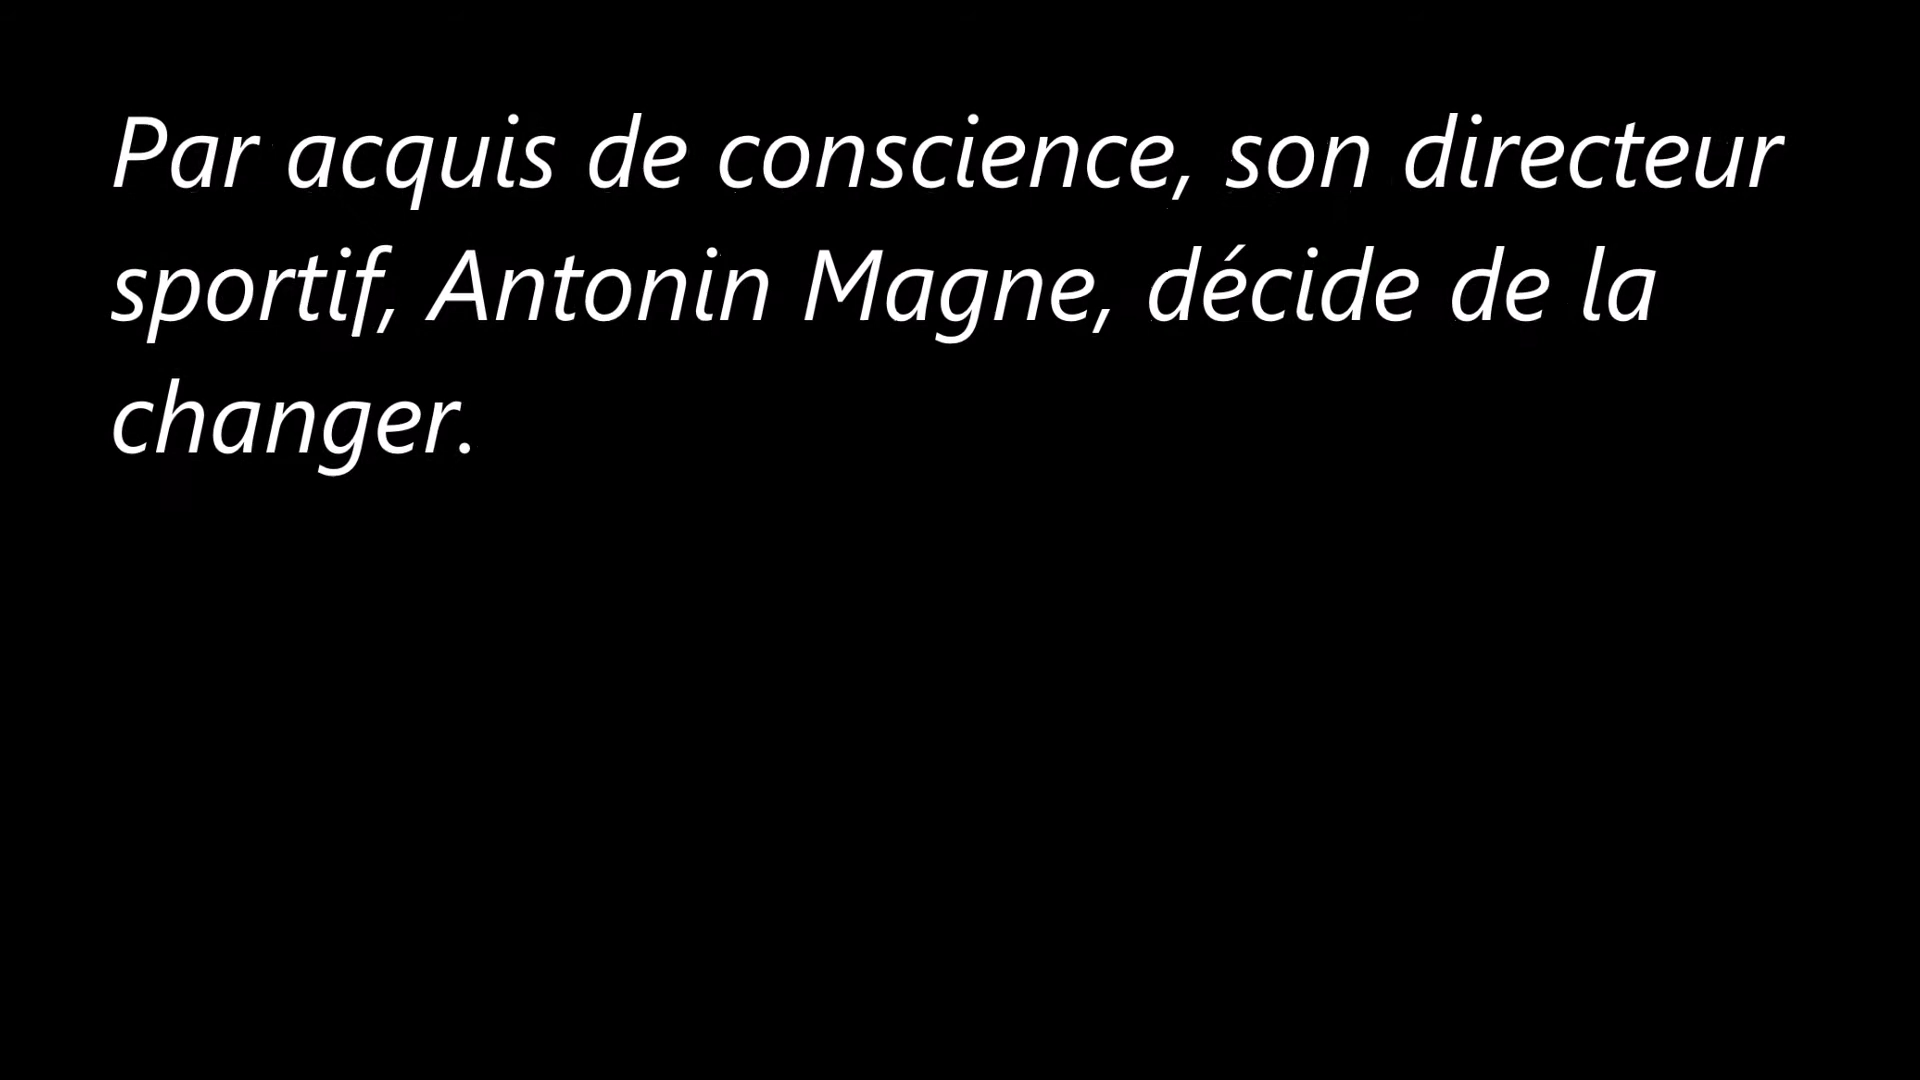 Par acquis de conscience, son directeur
sportif, Antonin Magne, décide de la
changer.